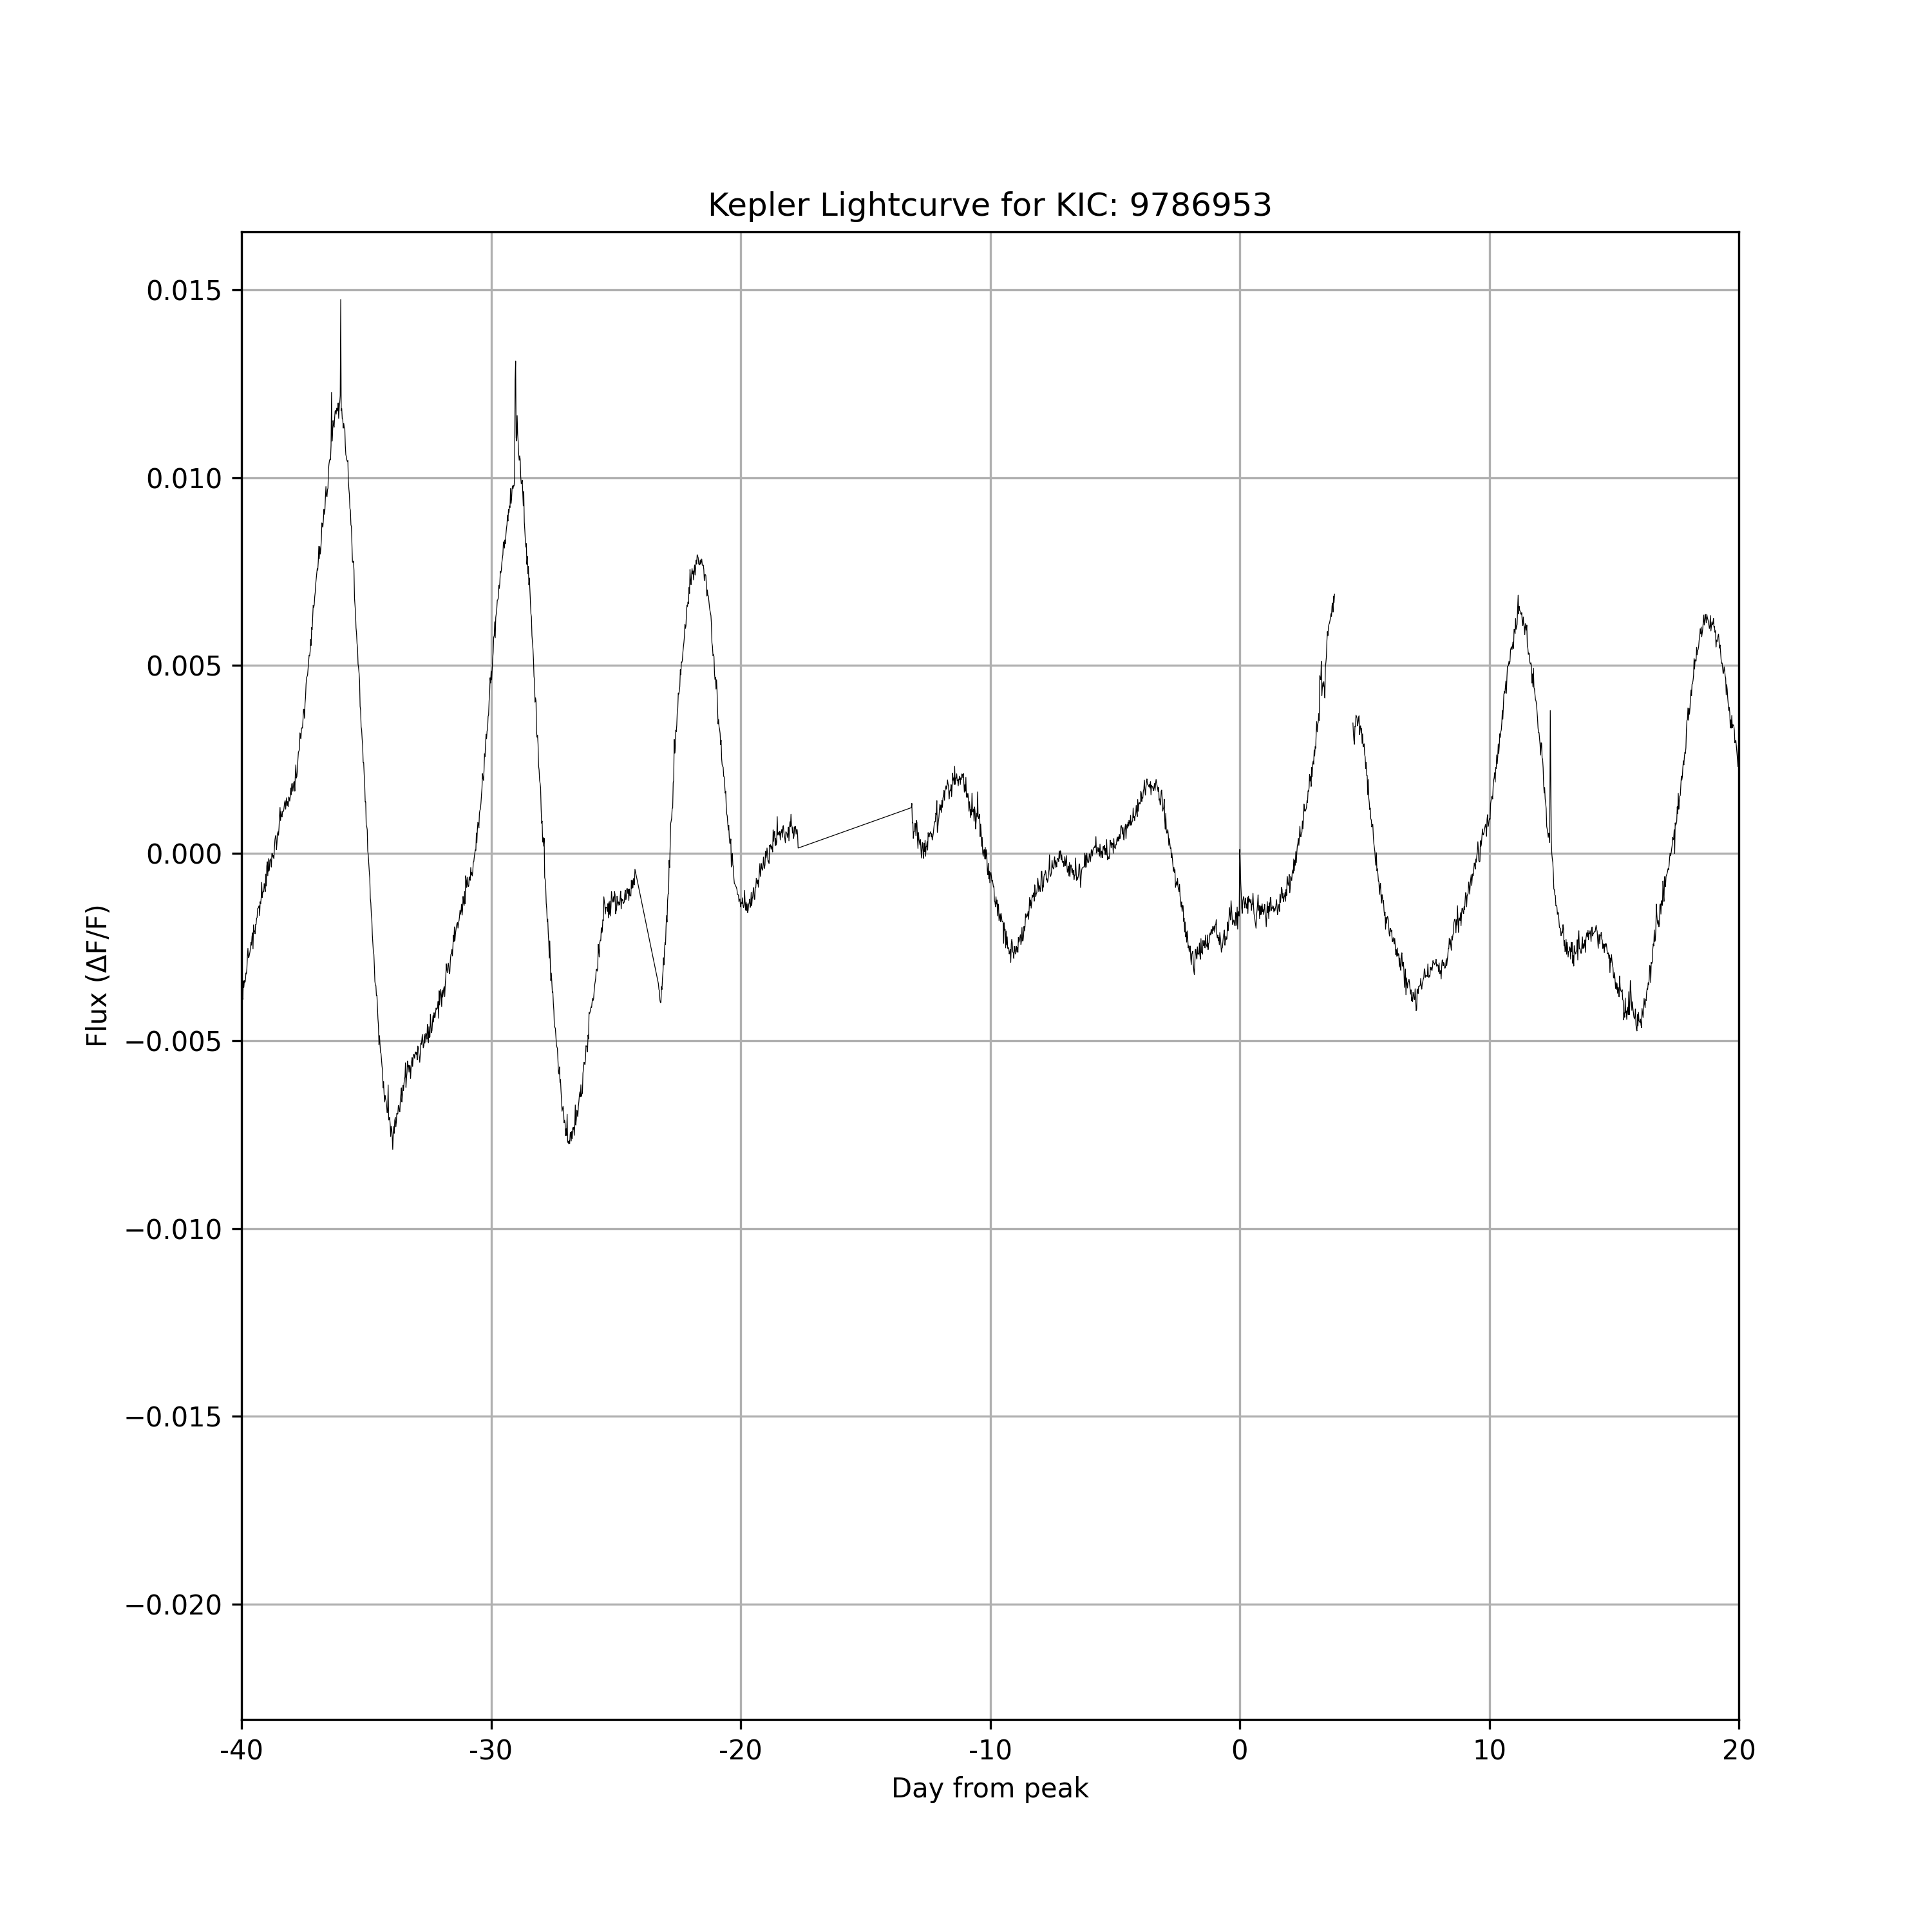 Kepler Lightcurve for KIC: 9786953
0.015
0.010
0.005
0.000
−0.005
−0.010
−0.015
−0.020
Flux (ΔF/F)
-40 -30 -20 -10 0 10 20
Day from peak